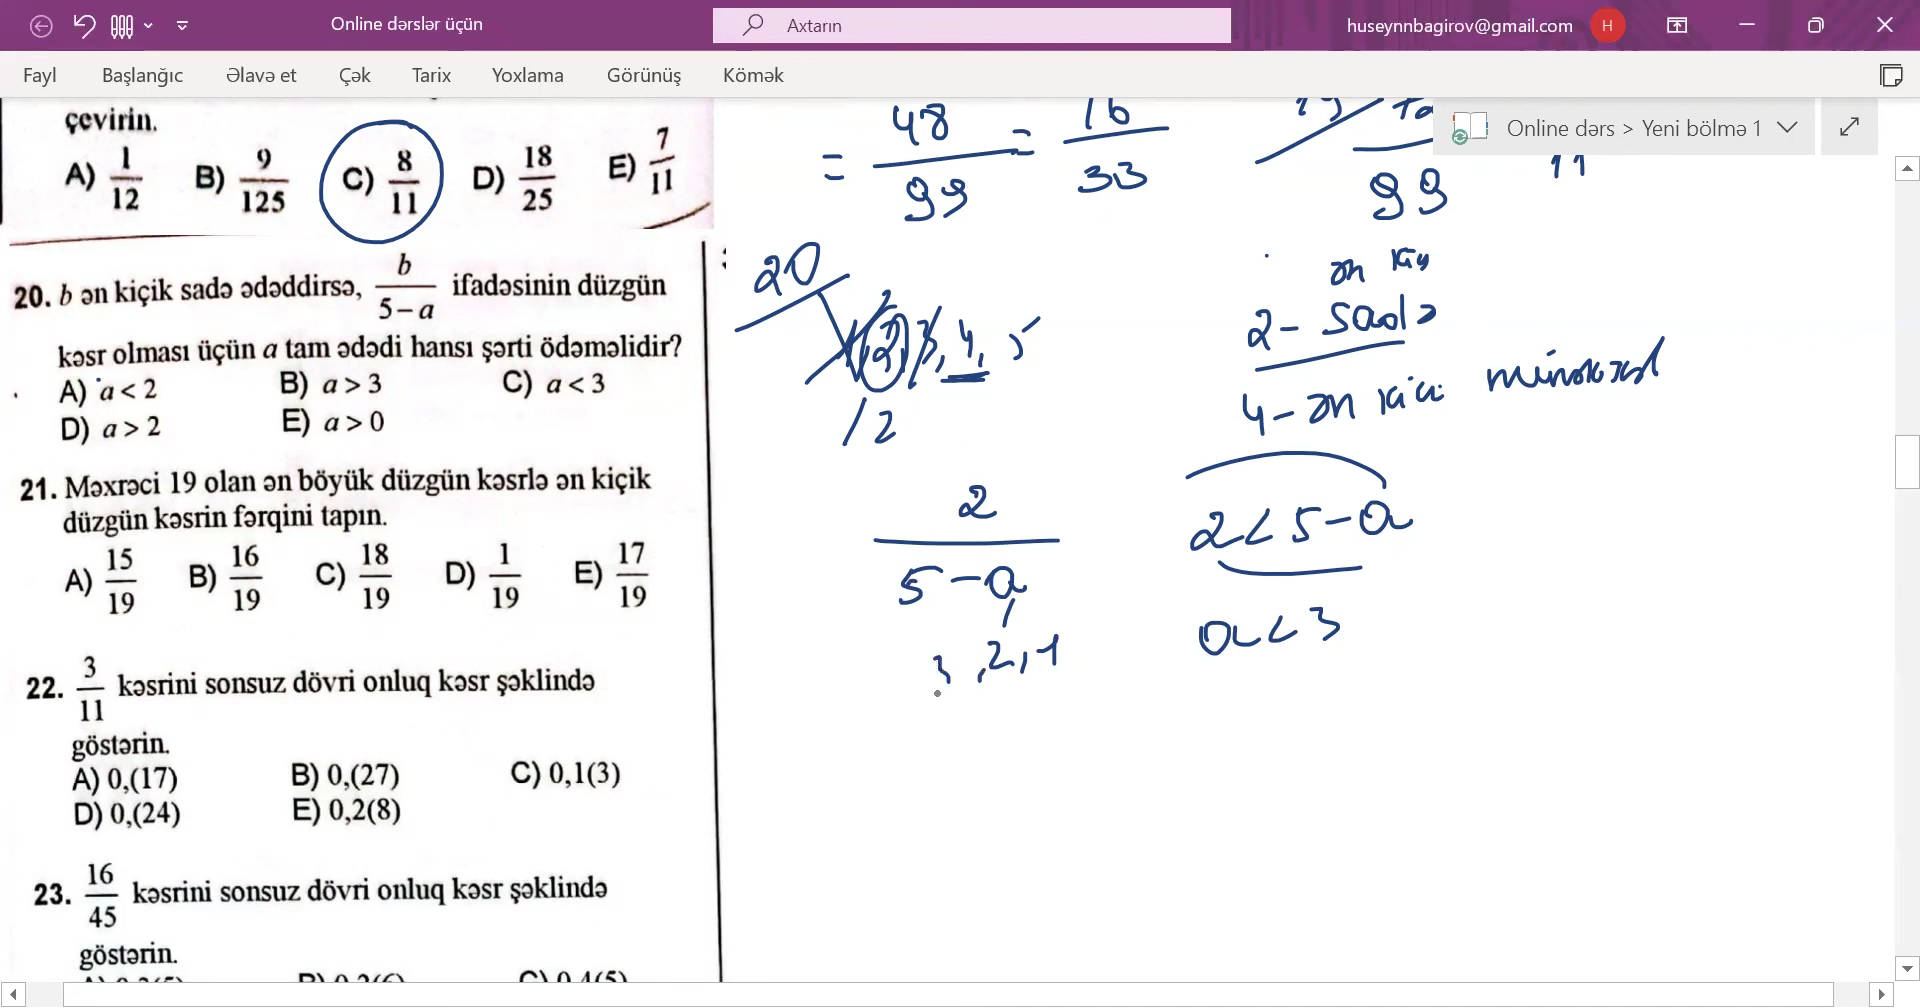 Online dərslər üçün
Axtarın
huseynnbagirov@gmail.com
H
Fayl Başlanğıc Əlavə et Çək Tarix Yoxlama Görünüş Kömək
Online dərs > Yeni bölmə 1
çevirin.
A) 1/12 B) 9/125 C) 8/11 D) 18/25 E) 7/11
20. b ən kiçik sadə ədəddirsə, b/(5−a) ifadəsinin düzgün
kəsr olması üçün a tam ədədi hansı şərti ödəməlidir?
A) a < 2 B) a > 3 C) a < 3
D) a > 2 E) a > 0
21. Məxrəci 19 olan ən böyük düzgün kəsrlə ən kiçik
düzgün kəsrin fərqini tapın.
A) 15/19 B) 16/19 C) 18/19 D) 1/19 E) 17/19
22. 3/11 kəsrini sonsuz dövri onluq kəsr şəklində
göstərin.
A) 0,(17) B) 0,(27) C) 0,1(3)
D) 0,(24) E) 0,2(8)
23. 16/45 kəsrini sonsuz dövri onluq kəsr şəklində
göstərin.
= 48/99 = 16/33
99
11
20
2, 3, 4, 5
/2
ən kiç
2 - sadə
4 - ən kiçi
2/(5-a)
2 < 5-a
3, 2, 1
a < 3